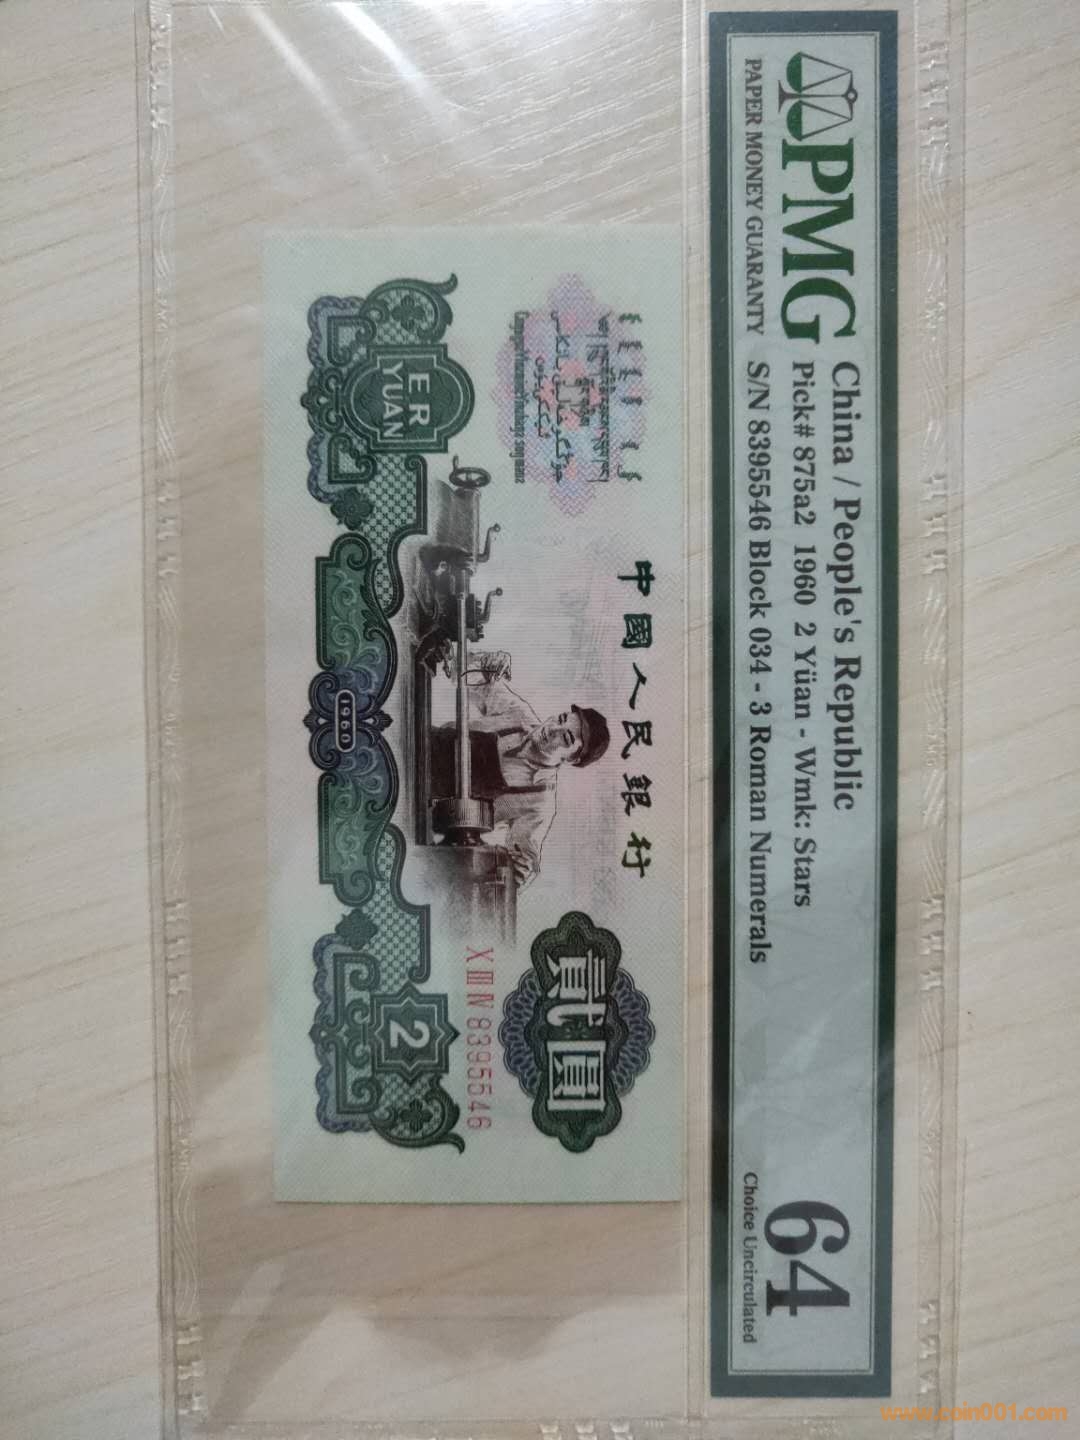 PMG
PAPER MONEY GUARANTY
China / People's Republic
Pick# 875a2 1960 2 Yüan - Wmk: Stars
S/N 8395546 Block 034 - 3 Roman Numerals
64
Choice Uncirculated
中國人民銀行
貳圓
X III IV 8395546
ER
YUAN
1960
2
www.coin001.com